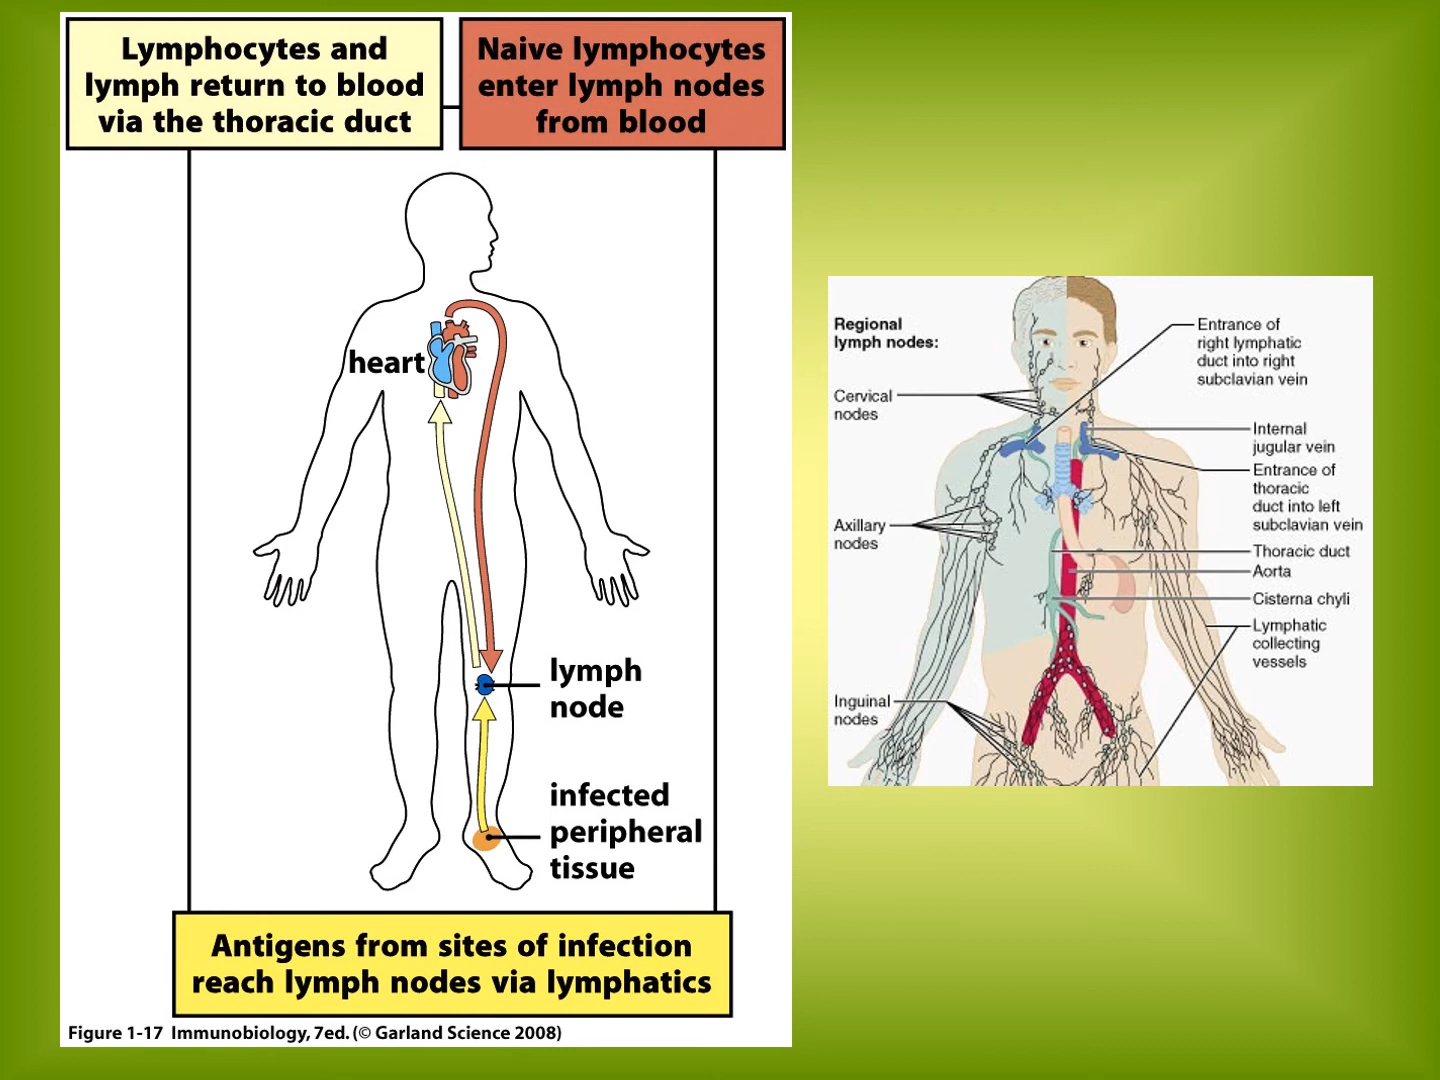 Lymphocytes and
lymph return to blood
via the thoracic duct
Naive lymphocytes
enter lymph nodes
from blood
heart
lymph
node
infected
peripheral
tissue
Antigens from sites of infection
reach lymph nodes via lymphatics
Figure 1-17 Immunobiology, 7ed. (© Garland Science 2008)
Regional
lymph nodes:
Cervical
nodes
Axillary
nodes
Inguinal
nodes
Entrance of
right lymphatic
duct into right
subclavian vein
Internal
jugular vein
Entrance of
thoracic
duct into left
subclavian vein
Thoracic duct
Aorta
Cisterna chyli
Lymphatic
collecting
vessels